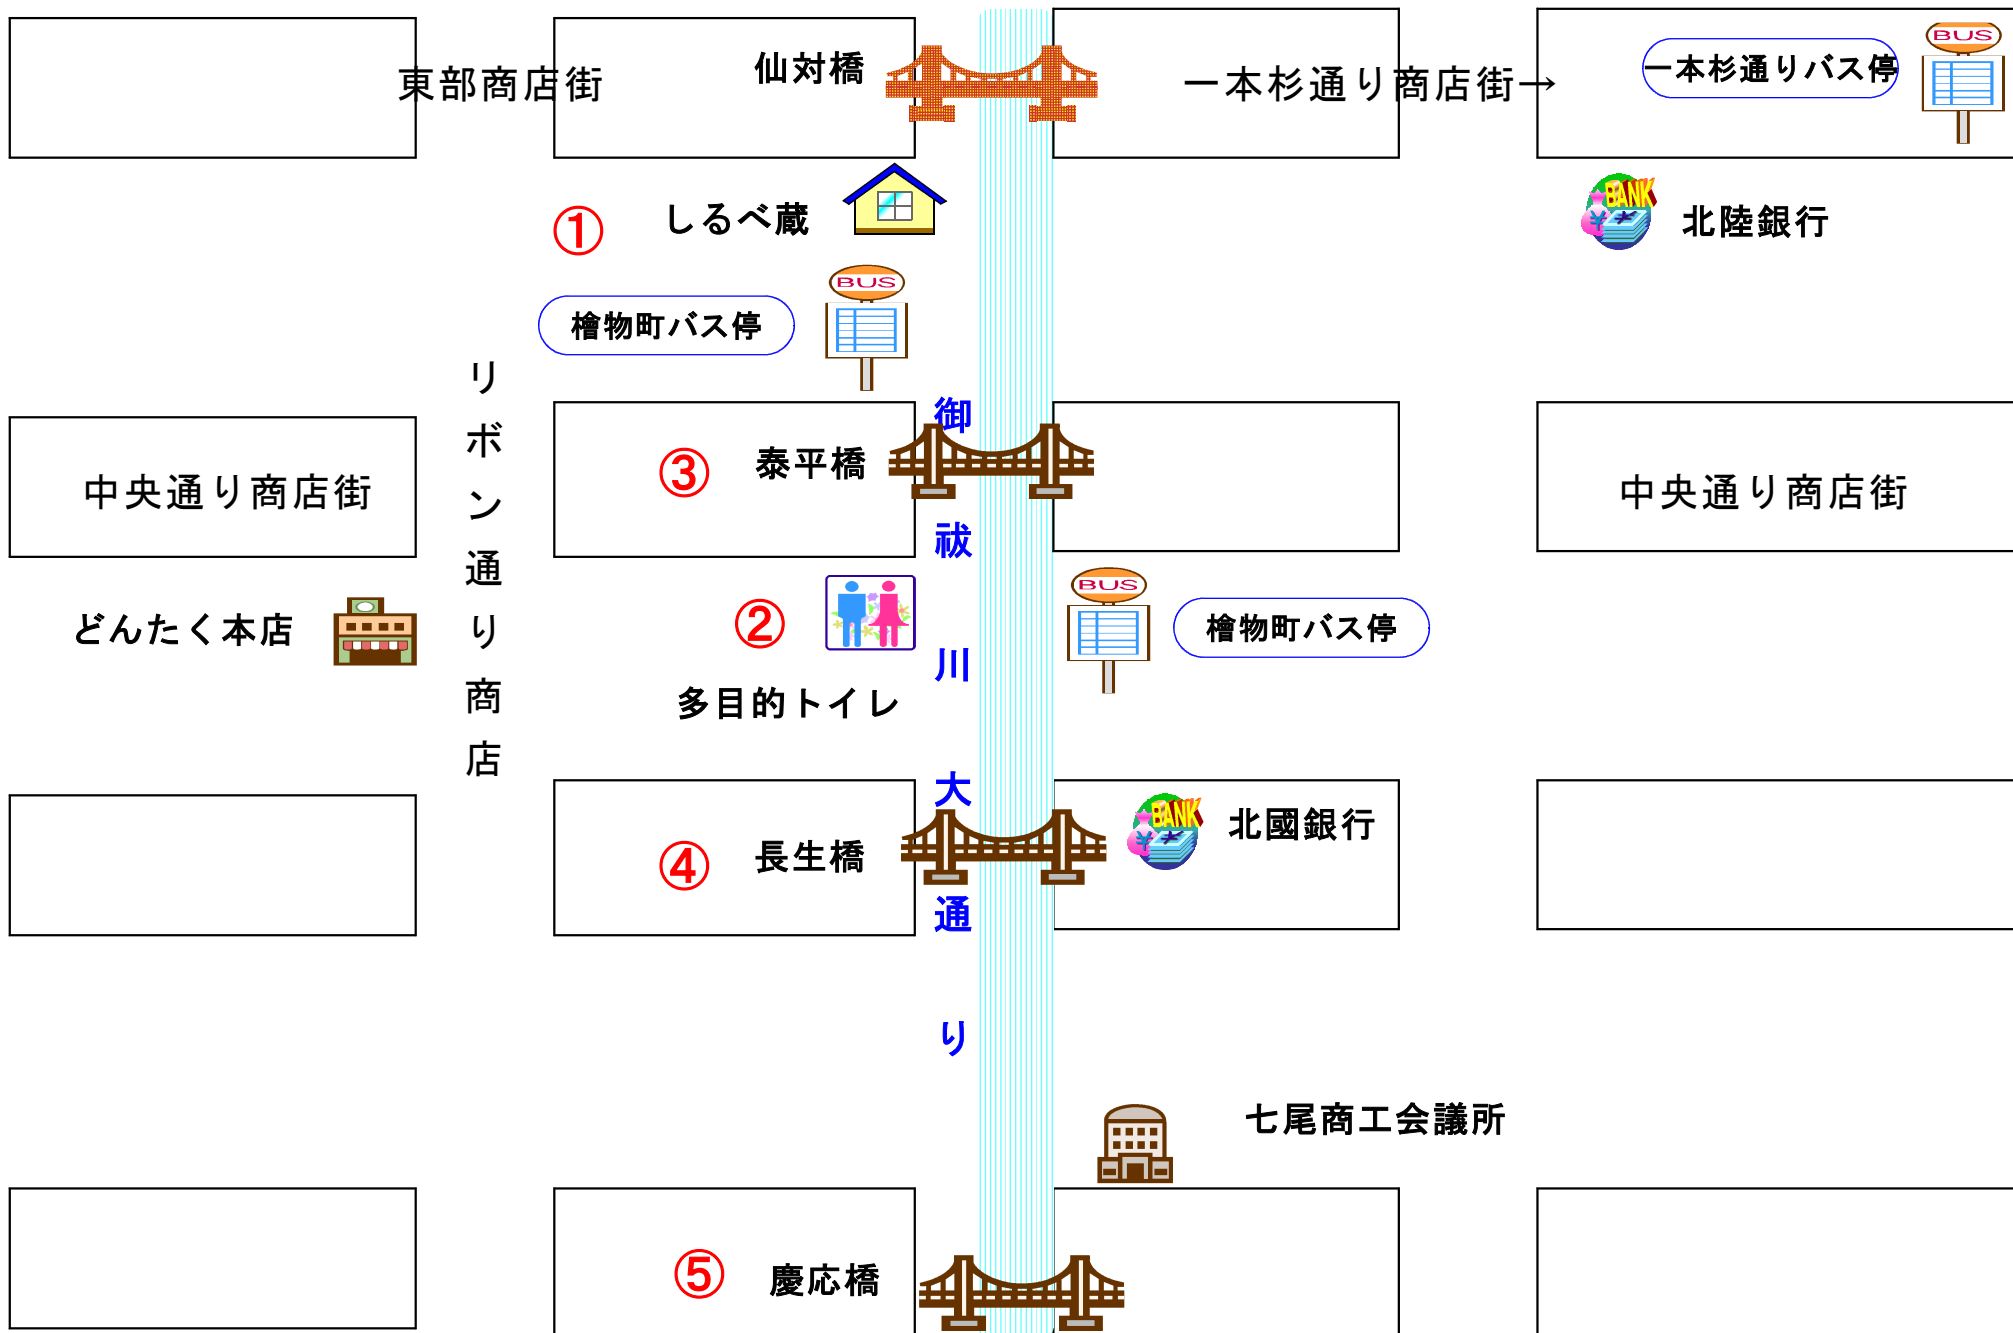 仙対橋
東部商店街
一本杉通り商店街→
一本杉通りバス停
BUS
① しるべ蔵
BANK
北陸銀行
BUS
檜物町バス停
リボン通り商店
御祓川大通り
③ 泰平橋
中央通り商店街
中央通り商店街
どんたく本店
②
多目的トイレ
BUS
檜物町バス停
④ 長生橋
BANK
北國銀行
七尾商工会議所
⑤ 慶応橋